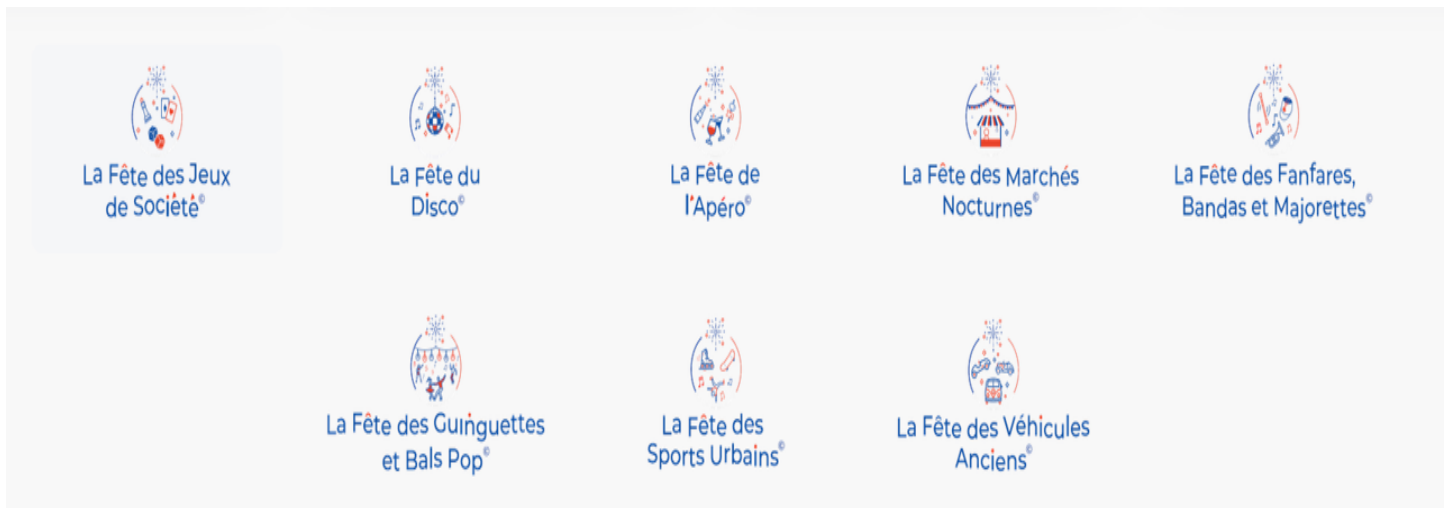 La Fête des Jeux
de Société©
La Fête du
Disco©
La Fête de
l'Apéro©
La Fête des Marchés
Nocturnes©
La Fête des Fanfares,
Bandas et Majorettes©
La Fête des Guinguettes
et Bals Pop©
La Fête des
Sports Urbains©
La Fête des Véhicules
Anciens©